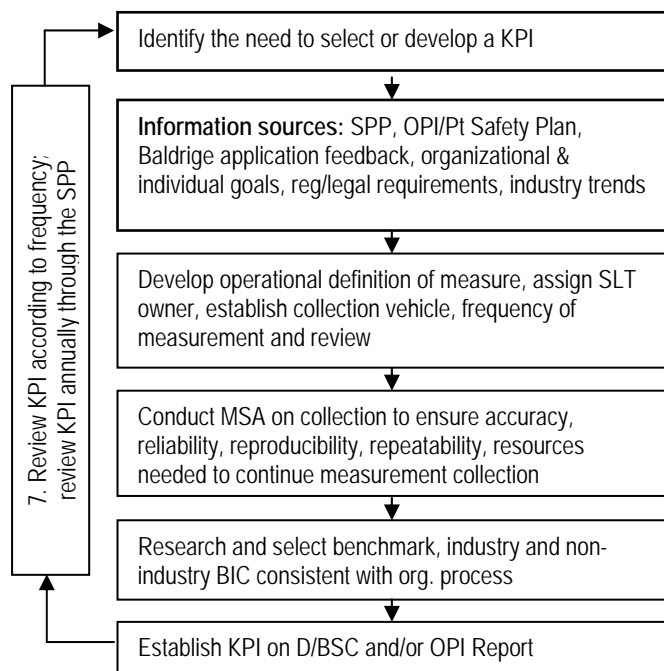 Identify the need to select or develop a KPI
Information sources: SPP, OPI/Pt Safety Plan,
Baldrige application feedback, organizational &
individual goals, reg/legal requirements, industry trends
Develop operational definition of measure, assign SLT
owner, establish collection vehicle, frequency of
measurement and review
Conduct MSA on collection to ensure accuracy,
reliability, reproducibility, repeatability, resources
needed to continue measurement collection
Research and select benchmark, industry and non-
industry BIC consistent with org. process
Establish KPI on D/BSC and/or OPI Report
7. Review KPI according to frequency;
review KPI annually through the SPP